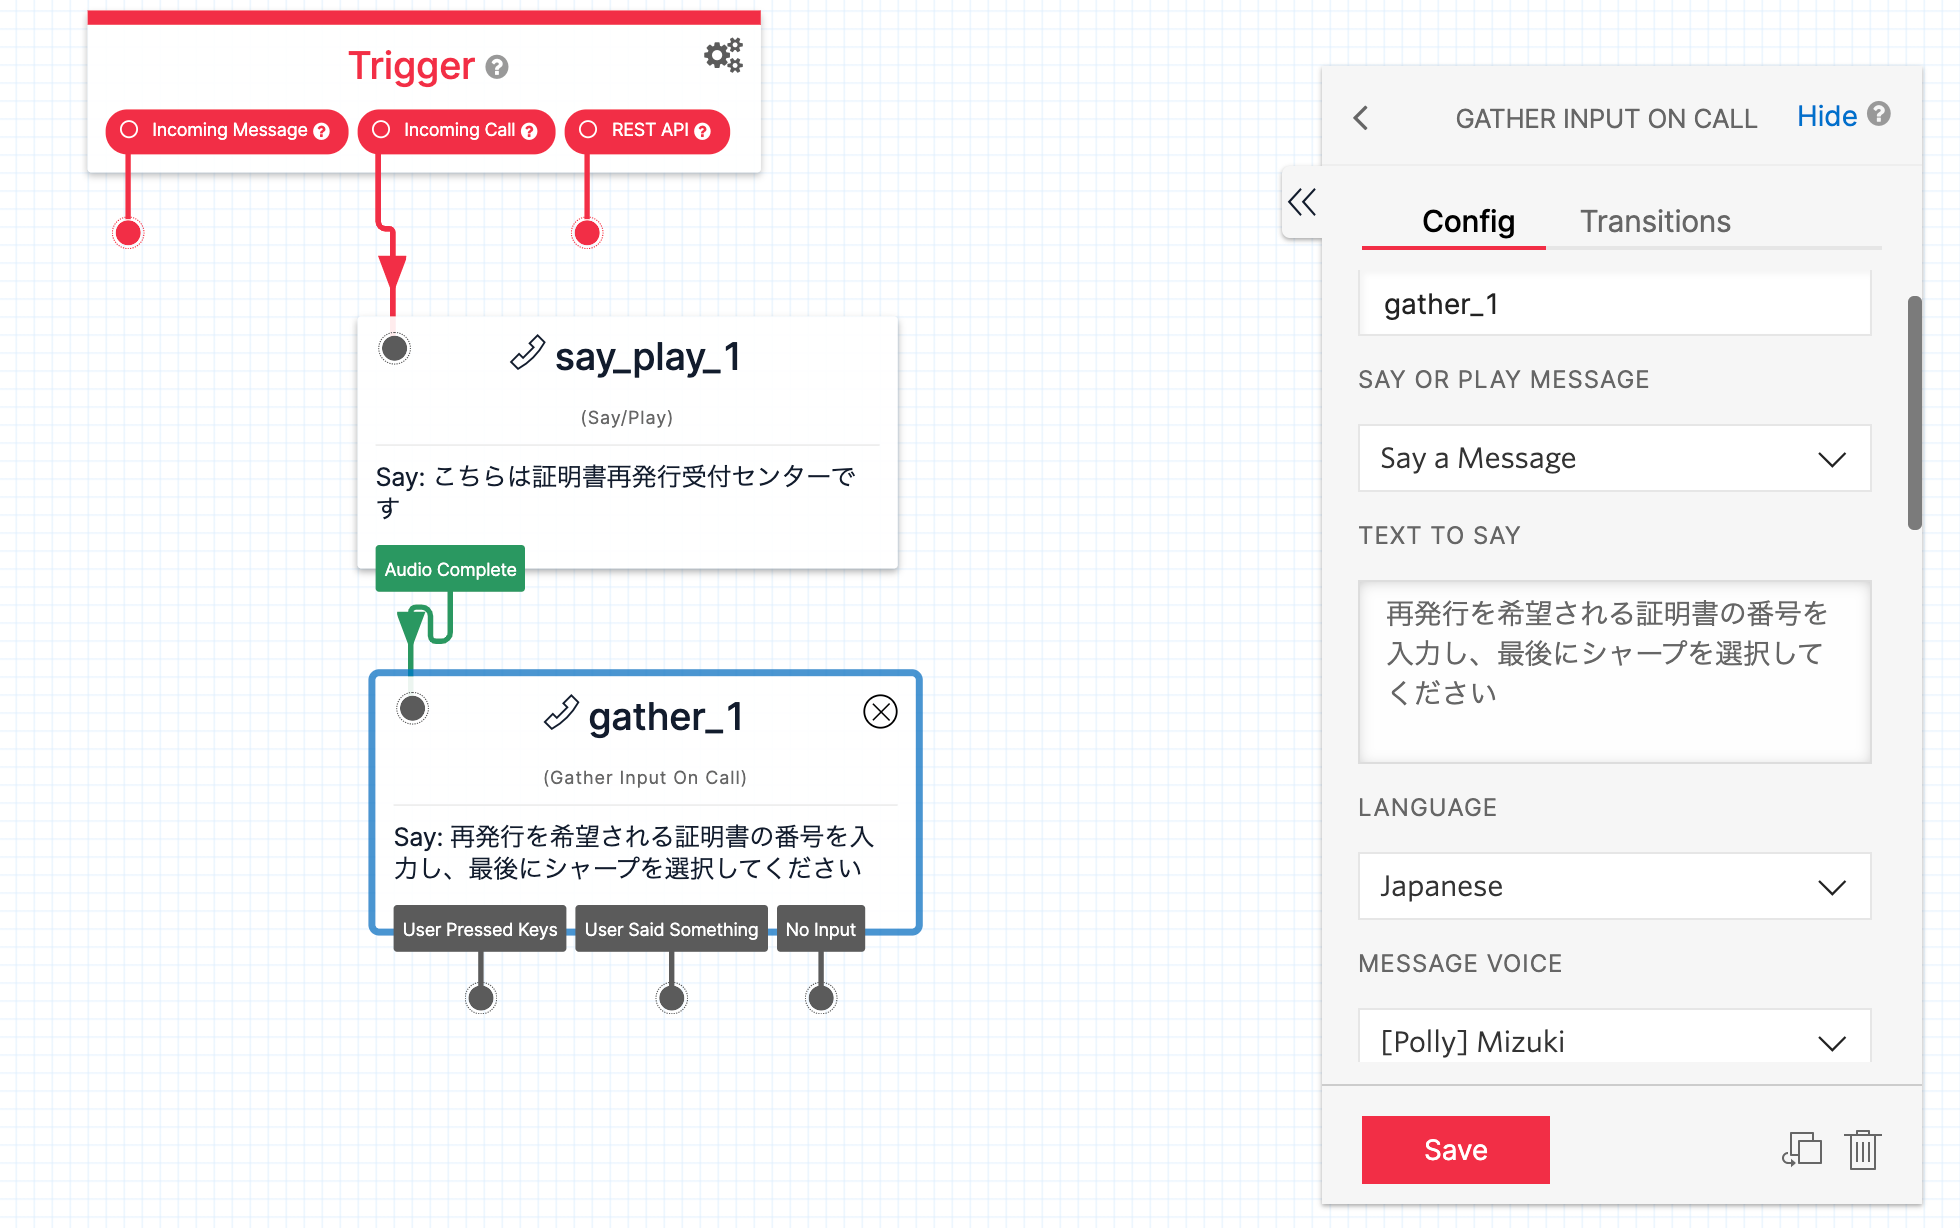 Trigger
Incoming Message
Incoming Call
REST API
say_play_1
(Say/Play)
Say: こちらは証明書再発行受付センターで
す
Audio Complete
gather_1
(Gather Input On Call)
Say: 再発行を希望される証明書の番号を入
力し、最後にシャープを選択してください
User Pressed Keys
User Said Something
No Input
GATHER INPUT ON CALL
Hide
Config
Transitions
gather_1
SAY OR PLAY MESSAGE
Say a Message
TEXT TO SAY
再発行を希望される証明書の番号を
入力し、最後にシャープを選択して
ください
LANGUAGE
Japanese
MESSAGE VOICE
[Polly] Mizuki
Save